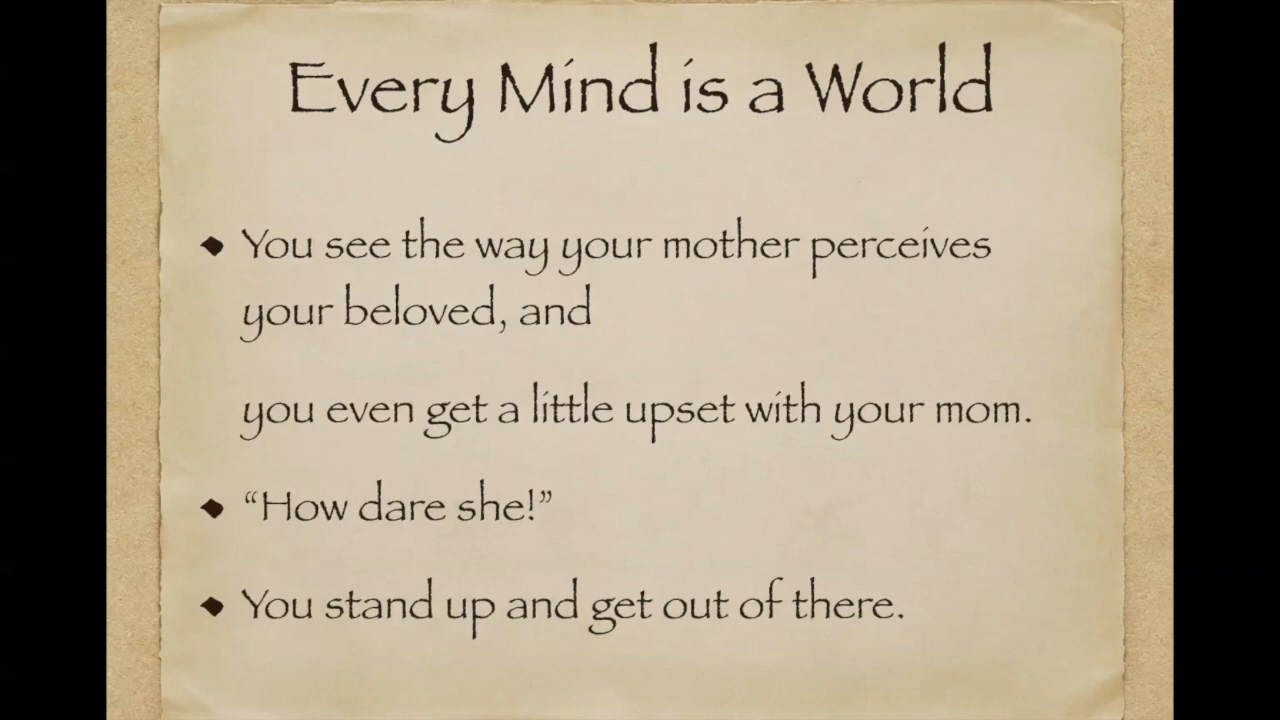 Every Mind is a World
You see the way your mother perceives
your beloved, and
you even get a little upset with your mom.
“How dare she!”
You stand up and get out of there.